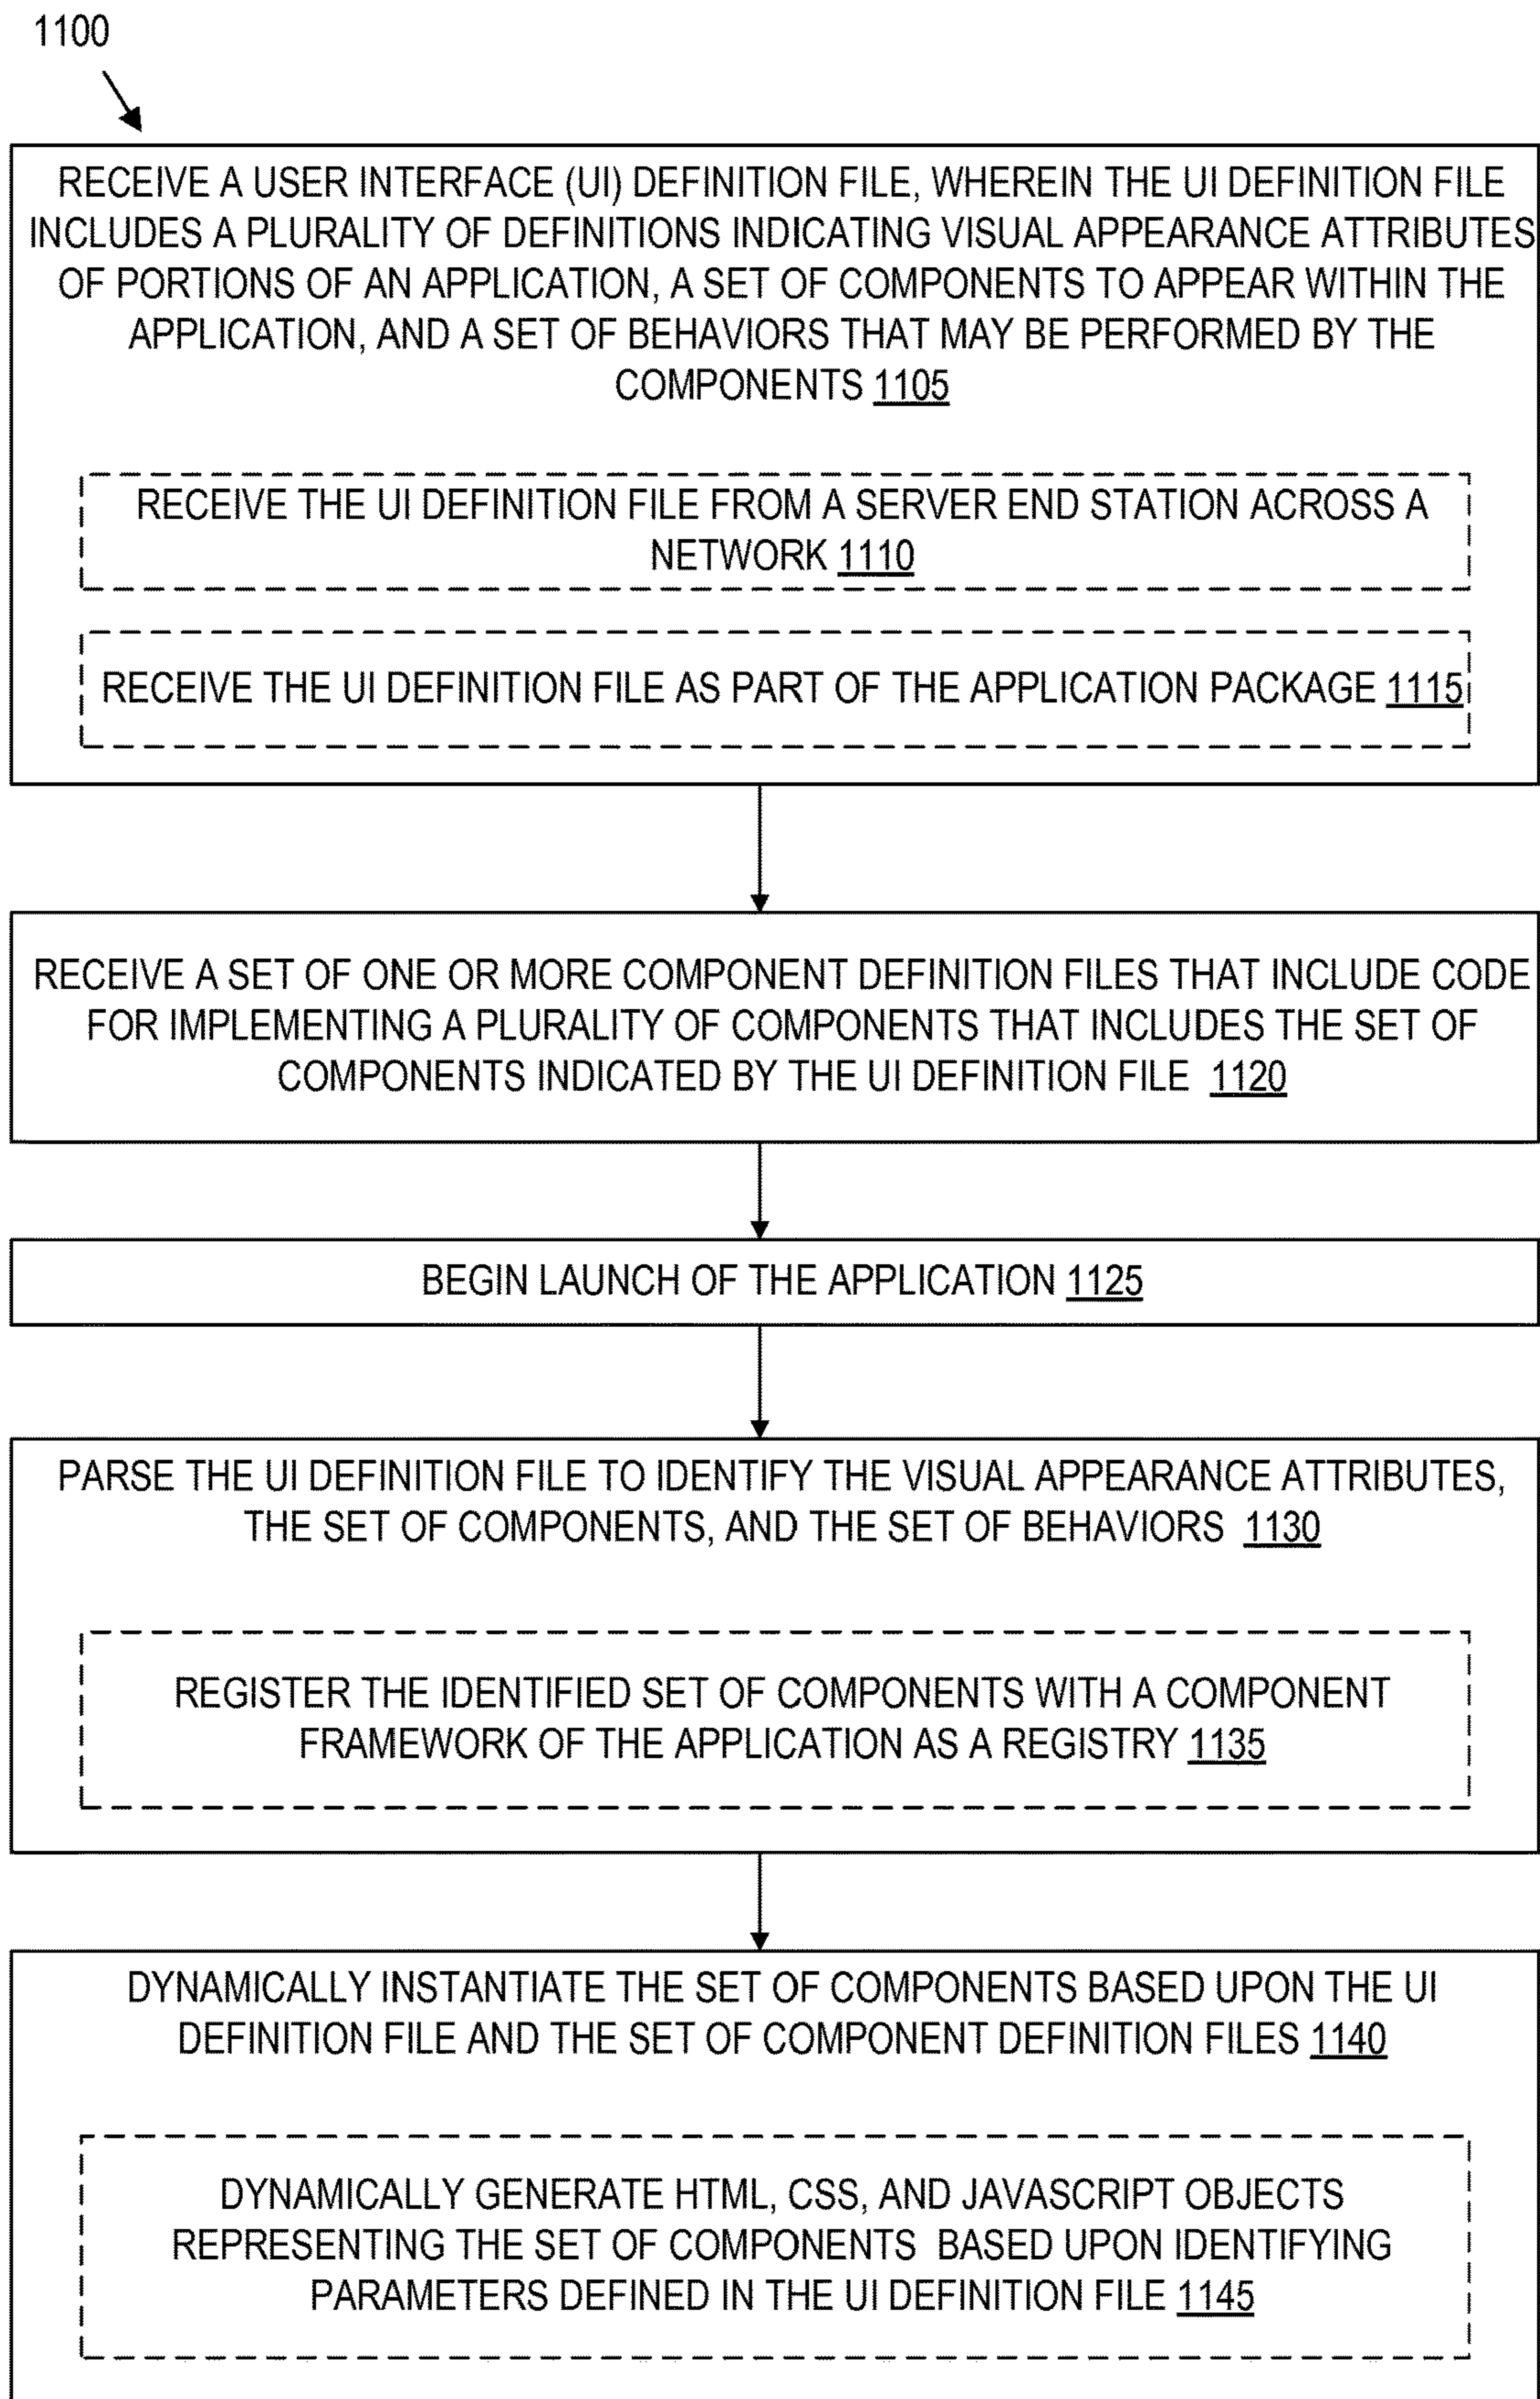 1100
RECEIVE A USER INTERFACE (UI) DEFINITION FILE, WHEREIN THE UI DEFINITION FILE
INCLUDES A PLURALITY OF DEFINITIONS INDICATING VISUAL APPEARANCE ATTRIBUTES
OF PORTIONS OF AN APPLICATION, A SET OF COMPONENTS TO APPEAR WITHIN THE
APPLICATION, AND A SET OF BEHAVIORS THAT MAY BE PERFORMED BY THE
COMPONENTS 1105
RECEIVE THE UI DEFINITION FILE FROM A SERVER END STATION ACROSS A
NETWORK 1110
RECEIVE THE UI DEFINITION FILE AS PART OF THE APPLICATION PACKAGE 1115
RECEIVE A SET OF ONE OR MORE COMPONENT DEFINITION FILES THAT INCLUDE CODE
FOR IMPLEMENTING A PLURALITY OF COMPONENTS THAT INCLUDES THE SET OF
COMPONENTS INDICATED BY THE UI DEFINITION FILE 1120
BEGIN LAUNCH OF THE APPLICATION 1125
PARSE THE UI DEFINITION FILE TO IDENTIFY THE VISUAL APPEARANCE ATTRIBUTES,
THE SET OF COMPONENTS, AND THE SET OF BEHAVIORS 1130
REGISTER THE IDENTIFIED SET OF COMPONENTS WITH A COMPONENT
FRAMEWORK OF THE APPLICATION AS A REGISTRY 1135
DYNAMICALLY INSTANTIATE THE SET OF COMPONENTS BASED UPON THE UI
DEFINITION FILE AND THE SET OF COMPONENT DEFINITION FILES 1140
DYNAMICALLY GENERATE HTML, CSS, AND JAVASCRIPT OBJECTS
REPRESENTING THE SET OF COMPONENTS BASED UPON IDENTIFYING
PARAMETERS DEFINED IN THE UI DEFINITION FILE 1145